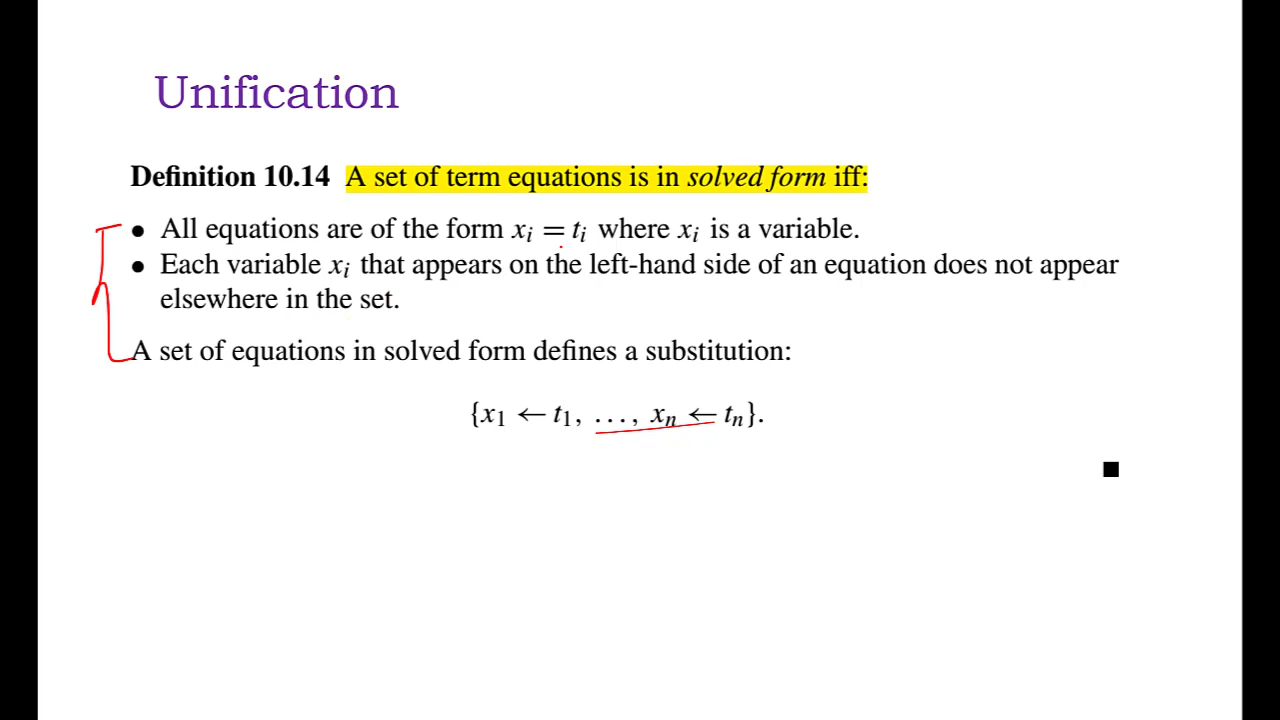 Unification
Definition 10.14 A set of term equations is in solved form iff:
• All equations are of the form xᵢ = tᵢ where xᵢ is a variable.
• Each variable xᵢ that appears on the left-hand side of an equation does not appear
elsewhere in the set.
A set of equations in solved form defines a substitution:
{x₁ ← t₁, ..., xₙ ← tₙ}.
■